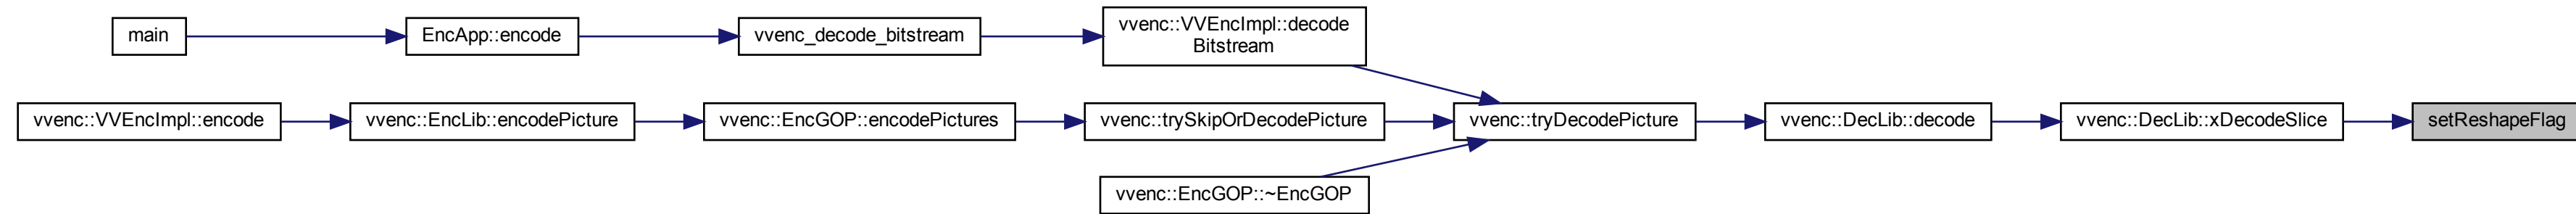 main
EncApp::encode
vvenc_decode_bitstream
vvenc::VVEncImpl::decode
Bitstream
vvenc::VVEncImpl::encode
vvenc::EncLib::encodePicture
vvenc::EncGOP::encodePictures
vvenc::trySkipOrDecodePicture
vvenc::tryDecodePicture
vvenc::DecLib::decode
vvenc::DecLib::xDecodeSlice
setReshapeFlag
vvenc::EncGOP::~EncGOP